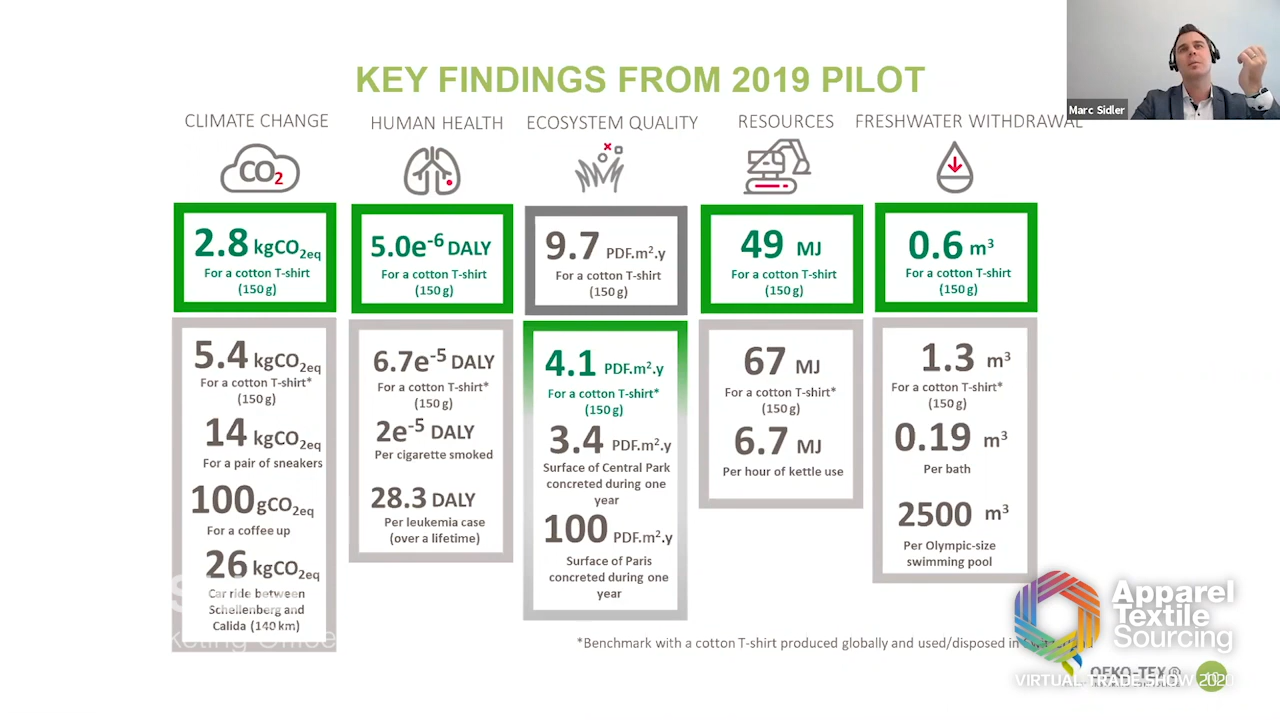 KEY FINDINGS FROM 2019 PILOT
Marc Sidler
CLIMATE CHANGE
CO2
2.8 kgCO2eq
For a cotton T-shirt
(150 g)
5.4 kgCO2eq
For a cotton T-shirt*
(150 g)
14 kgCO2eq
For a pair of sneakers
100 gCO2eq
For a coffee up
26 kgCO2eq
Car ride between
Schellenberg and
Calida (140 km)
HUMAN HEALTH
5.0e-6 DALY
For a cotton T-shirt
(150 g)
6.7e-5 DALY
For a cotton T-shirt*
(150 g)
2e-5 DALY
Per cigarette smoked
28.3 DALY
Per leukemia case
(over a lifetime)
ECOSYSTEM QUALITY
9.7 PDF.m².y
For a cotton T-shirt
(150 g)
4.1 PDF.m².y
For a cotton T-shirt*
(150 g)
3.4 PDF.m².y
Surface of Central Park
concreted during one
year
100 PDF.m².y
Surface of Paris
concreted during one
year
RESOURCES
49 MJ
For a cotton T-shirt
(150 g)
67 MJ
For a cotton T-shirt*
(150 g)
6.7 MJ
Per hour of kettle use
FRESHWATER WITHDRAWAL
0.6 m³
For a cotton T-shirt
(150 g)
1.3 m³
For a cotton T-shirt*
(150 g)
0.19 m³
Per bath
2500 m³
Per Olympic-size
swimming pool
*Benchmark with a cotton T-shirt produced globally and used/disposed in
Apparel
Textile
Sourcing
OEKO-TEX®
VIRTUAL TRADE SHOW 2020